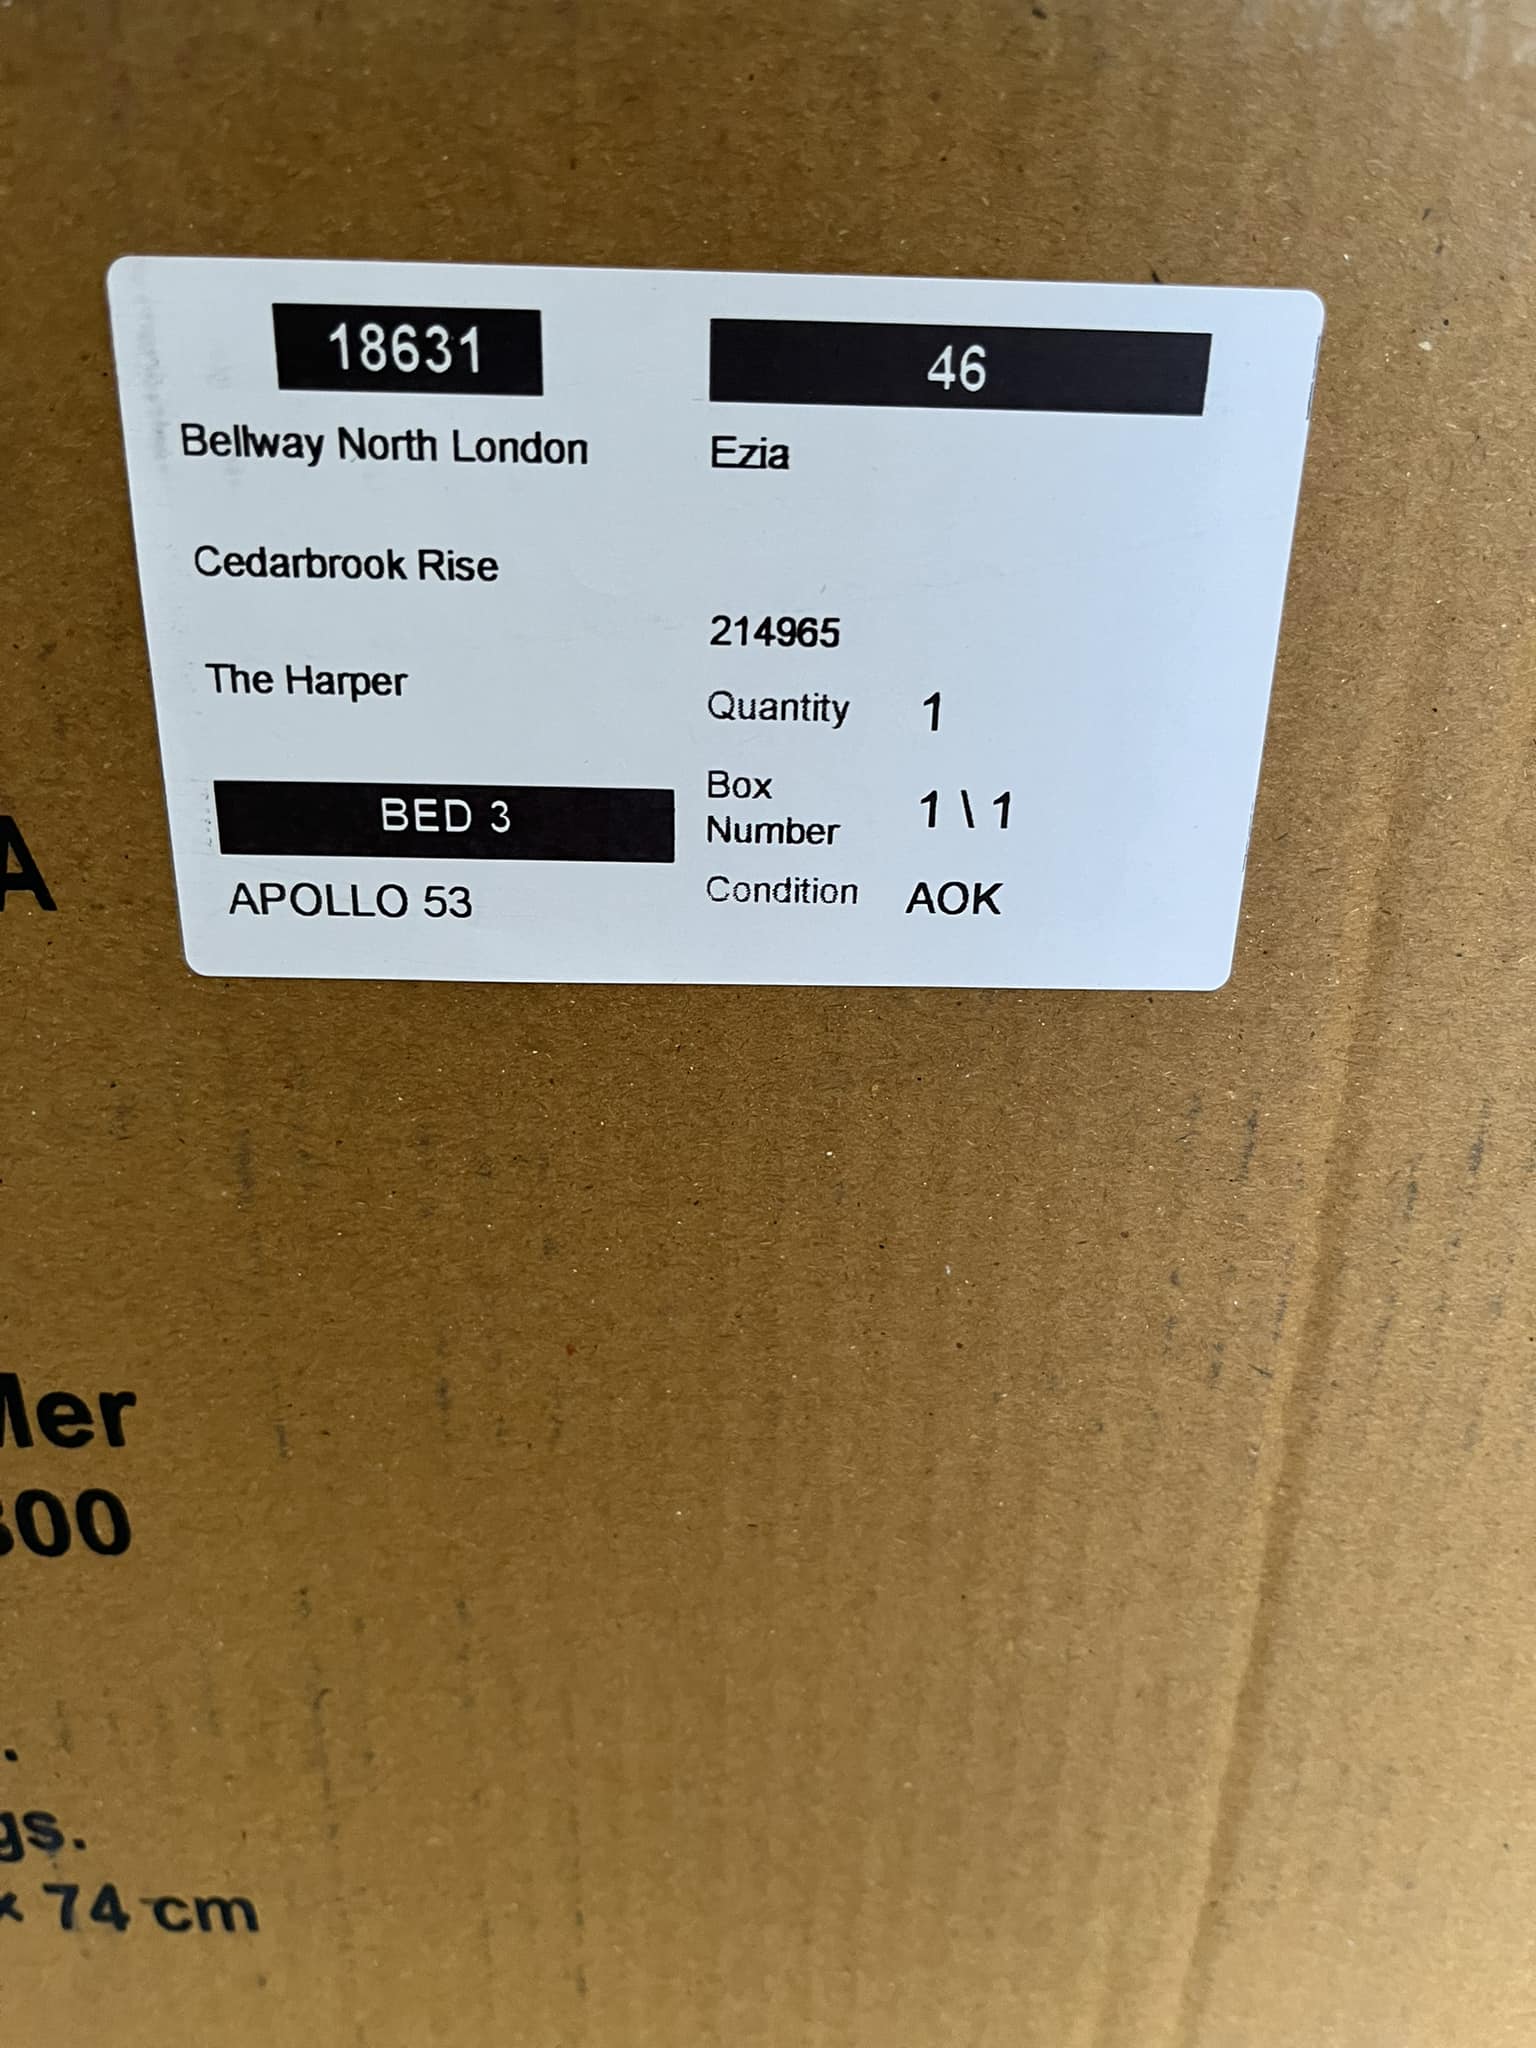 18631
Bellway North London
Cedarbrook Rise
The Harper
BED 3
APOLLO 53
46
Ezia
214965
Quantity 1
Box Number 1 \ 1
Condition AOK
A
Mer
300
gs.
× 74 cm